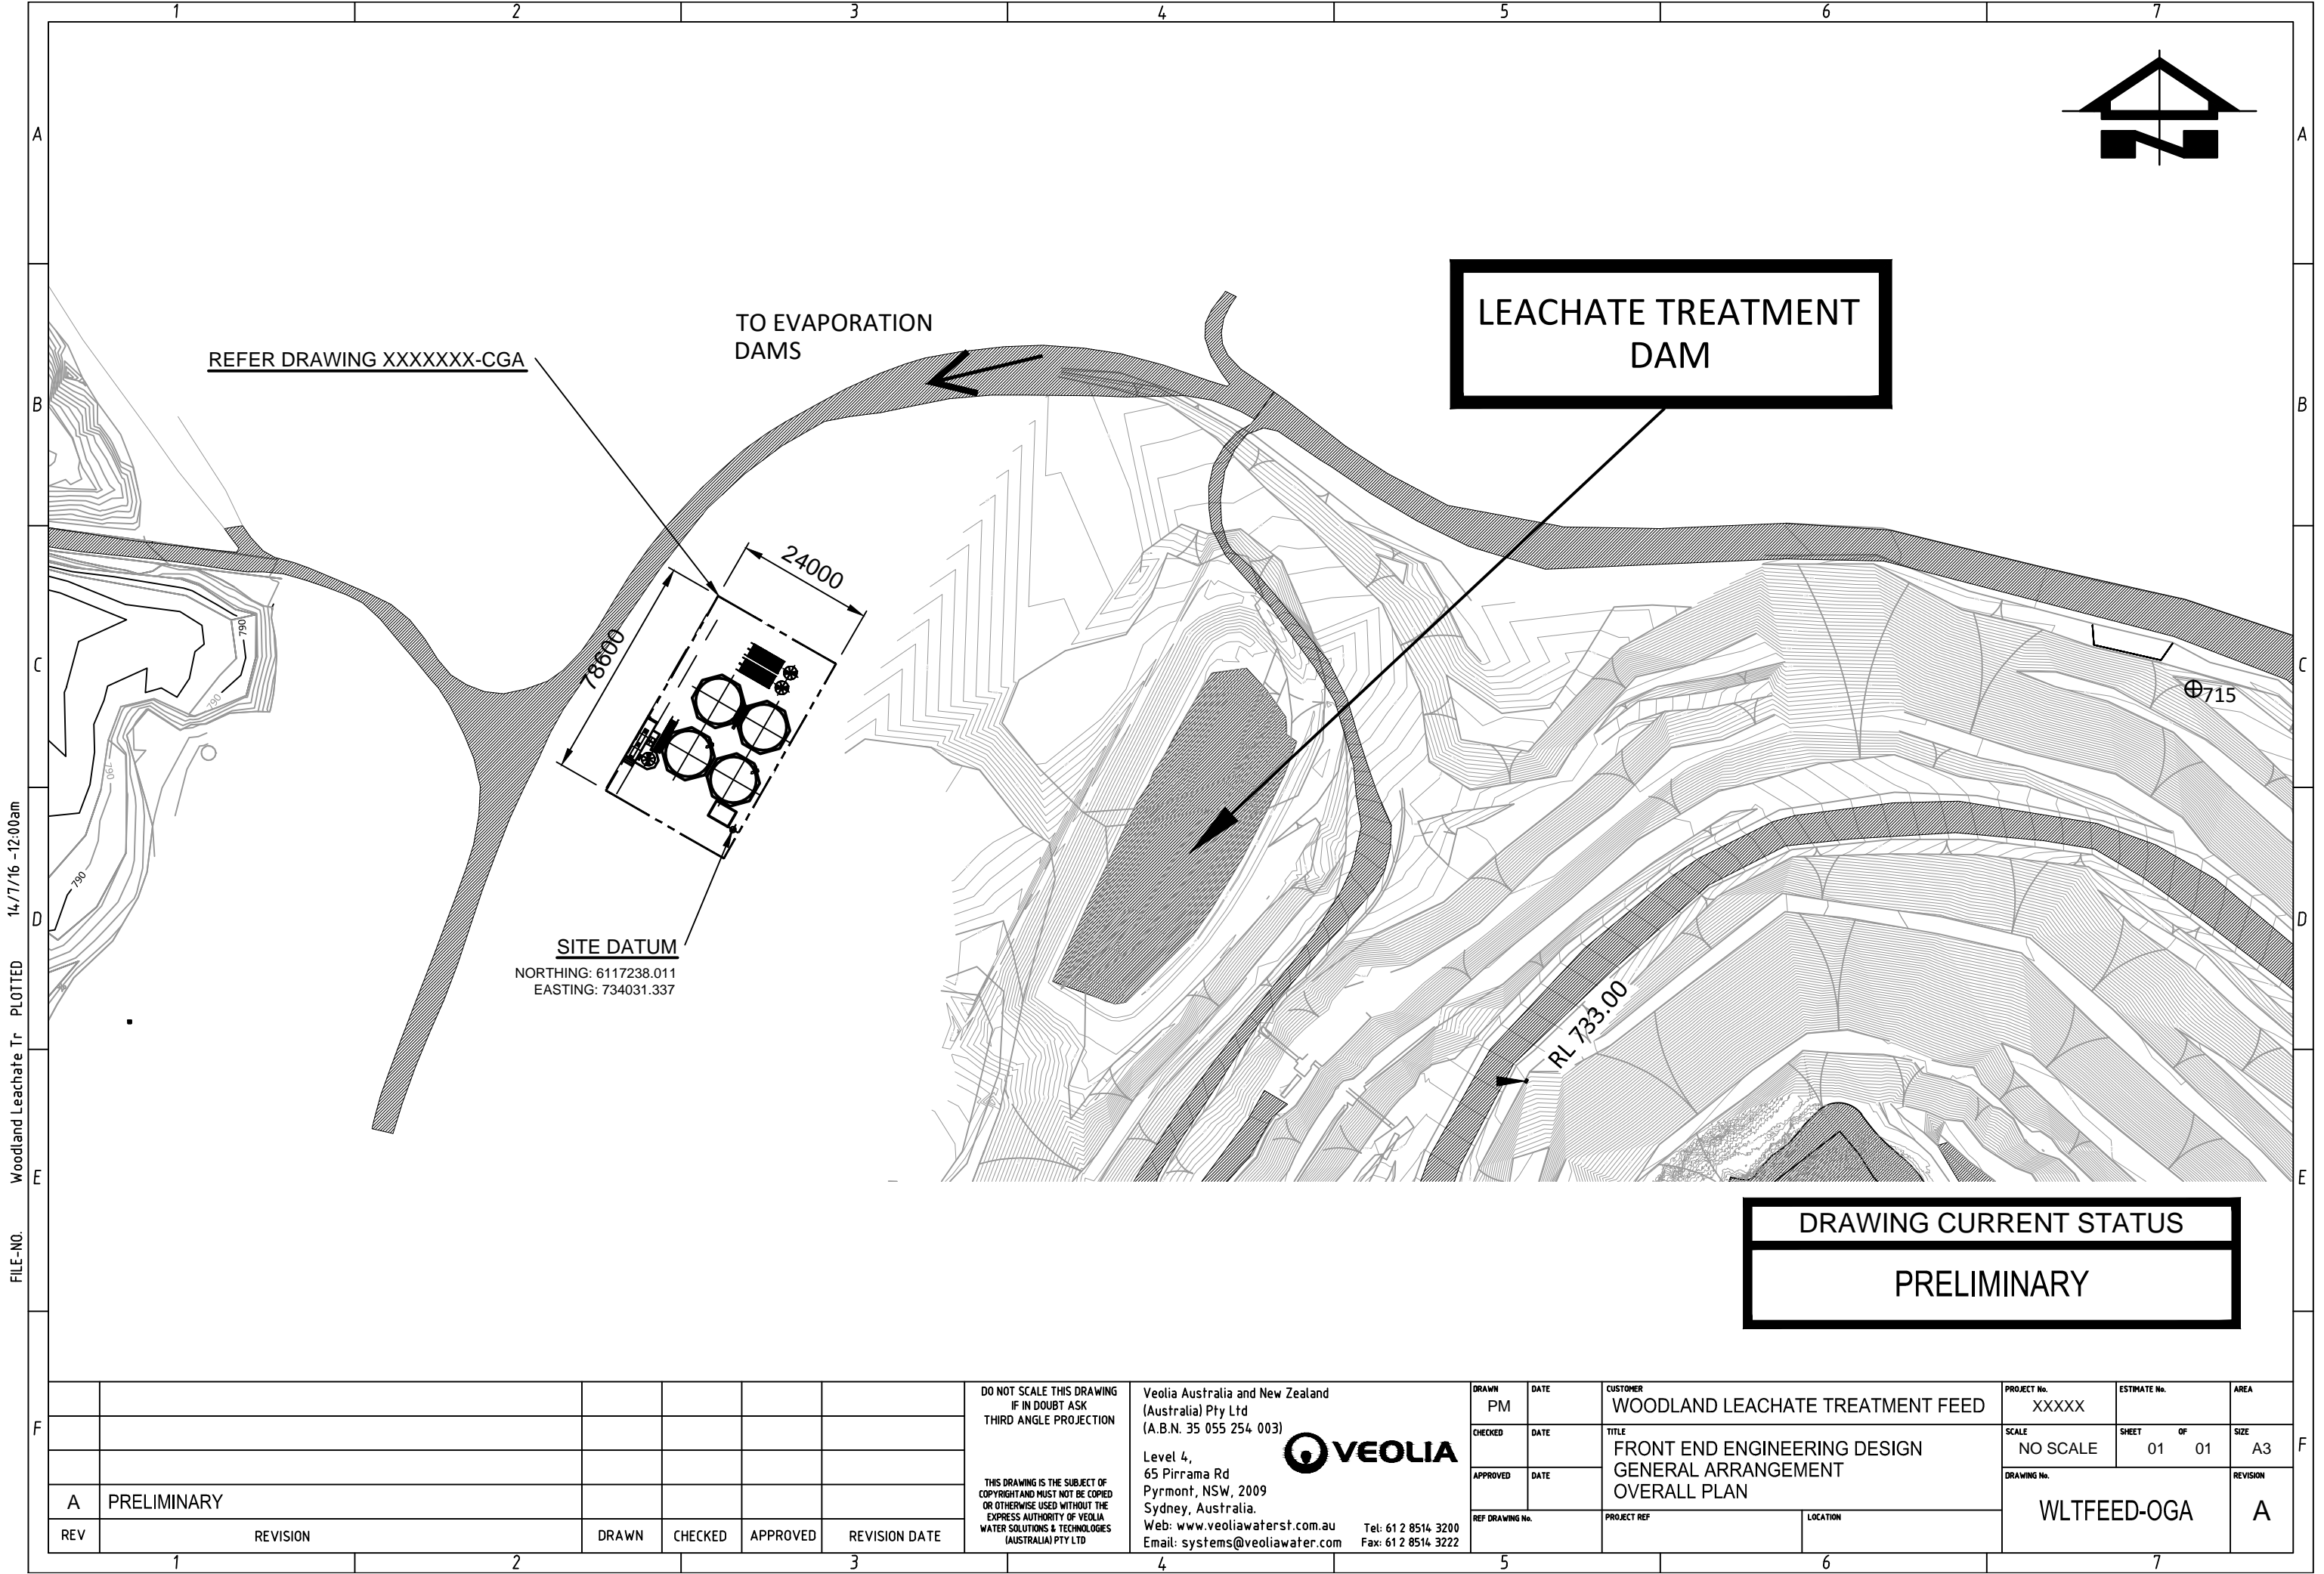 1 2 3 4 5 6 7
A A
B B
C C
D D
E E
F F
TO EVAPORATION
DAMS
REFER DRAWING XXXXXXX-CGA
LEACHATE TREATMENT
DAM
24000
78600
790
790
790
790
715
SITE DATUM
NORTHING: 6117238.011
EASTING: 734031.337
RL 733.00
DRAWING CURRENT STATUS
PRELIMINARY
FILE-NO. Woodland Leachate Tr PLOTTED 14/7/16 -12:00am
A PRELIMINARY
REV REVISION DRAWN CHECKED APPROVED REVISION DATE
DO NOT SCALE THIS DRAWING
IF IN DOUBT ASK
THIRD ANGLE PROJECTION
THIS DRAWING IS THE SUBJECT OF
COPYRIGHTAND MUST NOT BE COPIED
OR OTHERWISE USED WITHOUT THE
EXPRESS AUTHORITY OF VEOLIA
WATER SOLUTIONS & TECHNOLOGIES
(AUSTRALIA) PTY LTD
Veolia Australia and New Zealand
(Australia) Pty Ltd
(A.B.N. 35 055 254 003)
VEOLIA
Level 4,
65 Pirrama Rd
Pyrmont, NSW, 2009
Sydney, Australia.
Web: www.veoliawaterst.com.au Tel: 61 2 8514 3200
Email: systems@veoliawater.com Fax: 61 2 8514 3222
DRAWN DATE
PM
CHECKED DATE
APPROVED DATE
REF DRAWING No.
CUSTOMER
WOODLAND LEACHATE TREATMENT FEED
TITLE
FRONT END ENGINEERING DESIGN
GENERAL ARRANGEMENT
OVERALL PLAN
PROJECT REF LOCATION
PROJECT No. ESTIMATE No. AREA
XXXXX
SCALE SHEET OF SIZE
NO SCALE 01 01 A3
DRAWING No. REVISION
WLTFEED-OGA A
1 2 3 4 5 6 7